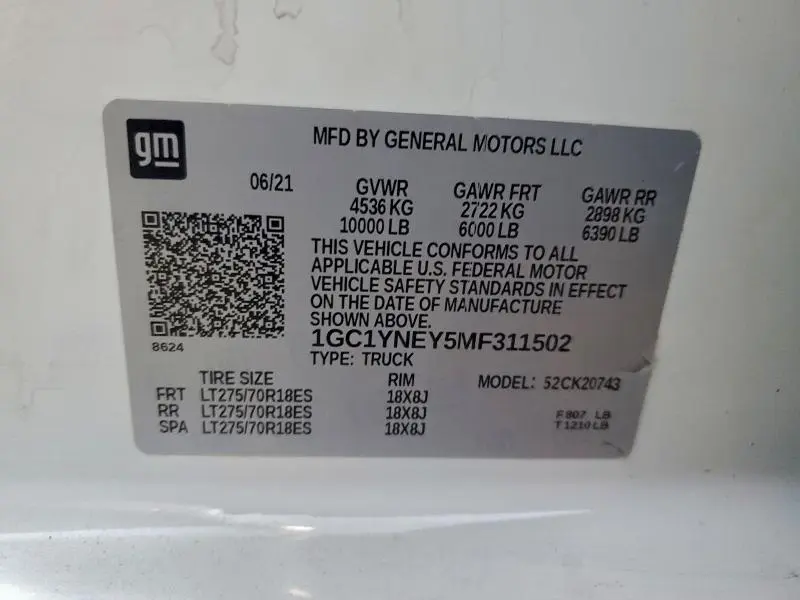 gm
MFD BY GENERAL MOTORS LLC
06/21 GVWR GAWR FRT GAWR RR
4536 KG 2722 KG 2898 KG
10000 LB 6000 LB 6390 LB
THIS VEHICLE CONFORMS TO ALL
APPLICABLE U.S. FEDERAL MOTOR
VEHICLE SAFETY STANDARDS IN EFFECT
ON THE DATE OF MANUFACTURE
SHOWN ABOVE.
8624
1GC1YNEY5MF311502
TYPE: TRUCK
TIRE SIZE RIM MODEL: 52CK20743
FRT LT275/70R18ES 18X8J
RR LT275/70R18ES 18X8J
SPA LT275/70R18ES 18X8J
F 807 LB
T 1210 LB